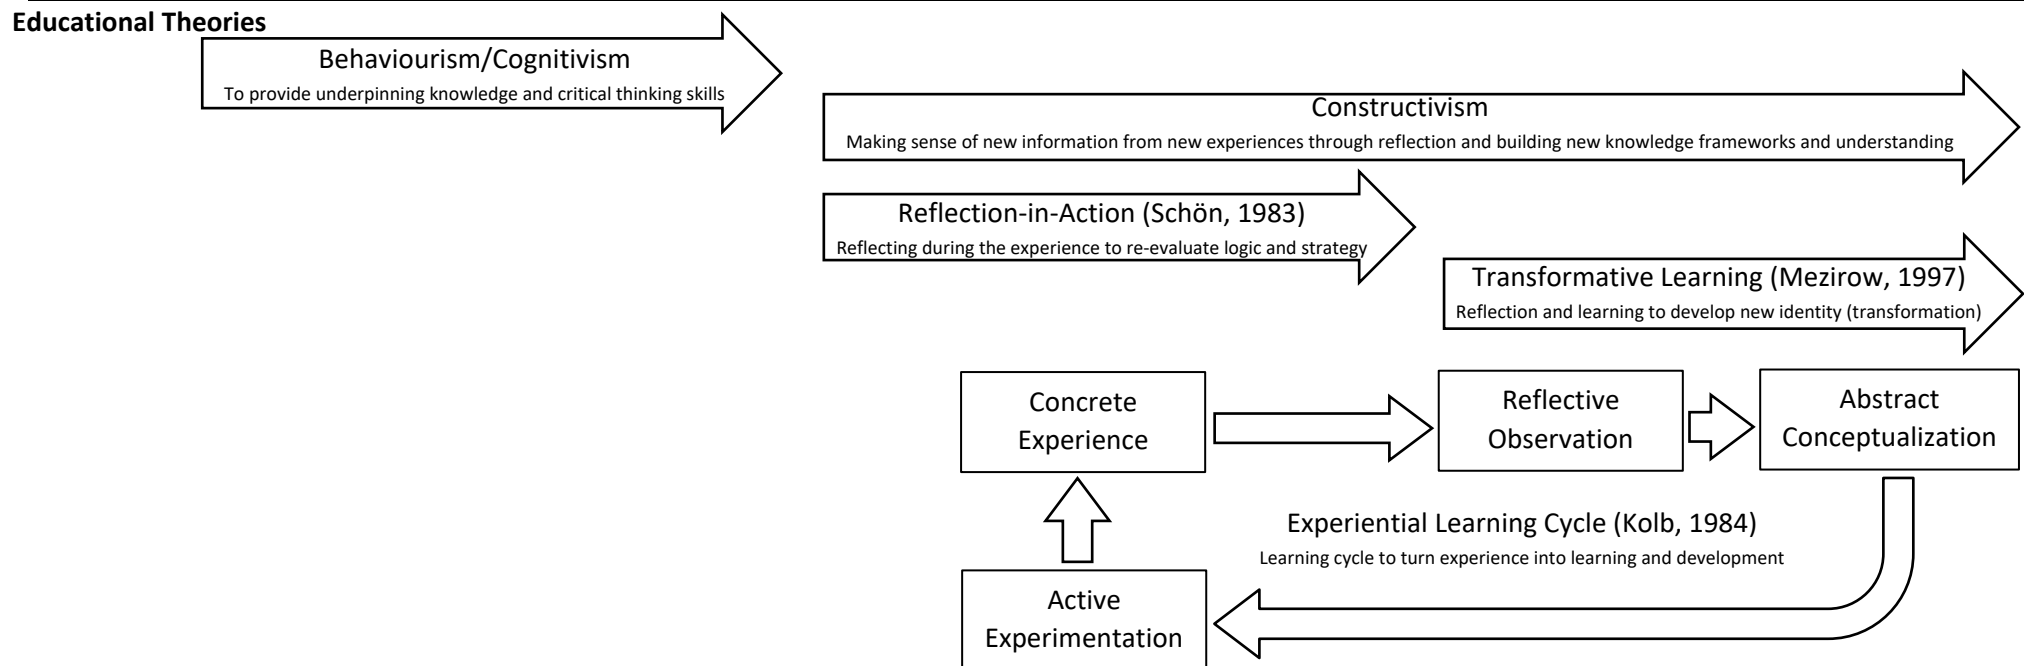 Educational Theories
Behaviourism/Cognitivism
To provide underpinning knowledge and critical thinking skills
Constructivism
Making sense of new information from new experiences through reflection and building new knowledge frameworks and understanding
Reflection-in-Action (Schön, 1983)
Reflecting during the experience to re-evaluate logic and strategy
Transformative Learning (Mezirow, 1997)
Reflection and learning to develop new identity (transformation)
Concrete
Experience
Reflective
Observation
Abstract
Conceptualization
Experiential Learning Cycle (Kolb, 1984)
Learning cycle to turn experience into learning and development
Active
Experimentation